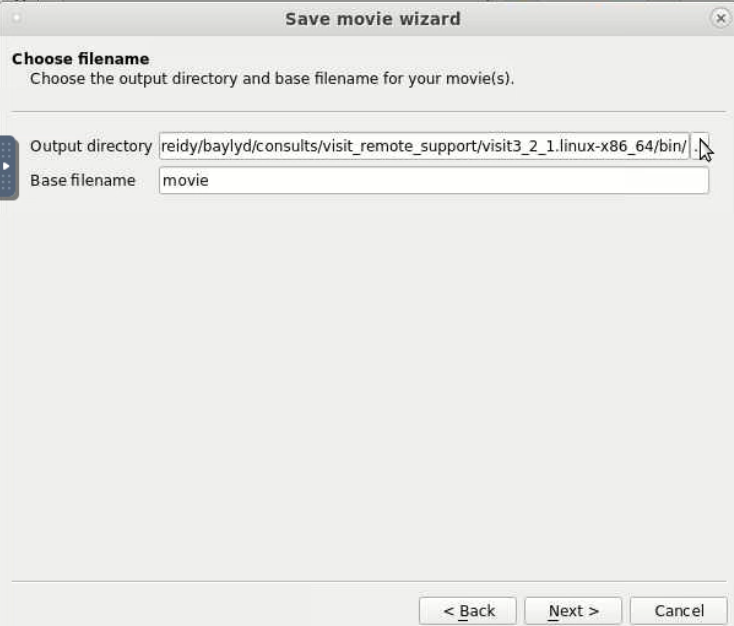 Save movie wizard
Choose filename
Choose the output directory and base filename for your movie(s).
Output directory reidy/baylyd/consults/visit_remote_support/visit3_2_1.linux-x86_64/bin/ .
Base filename movie
< Back Next > Cancel